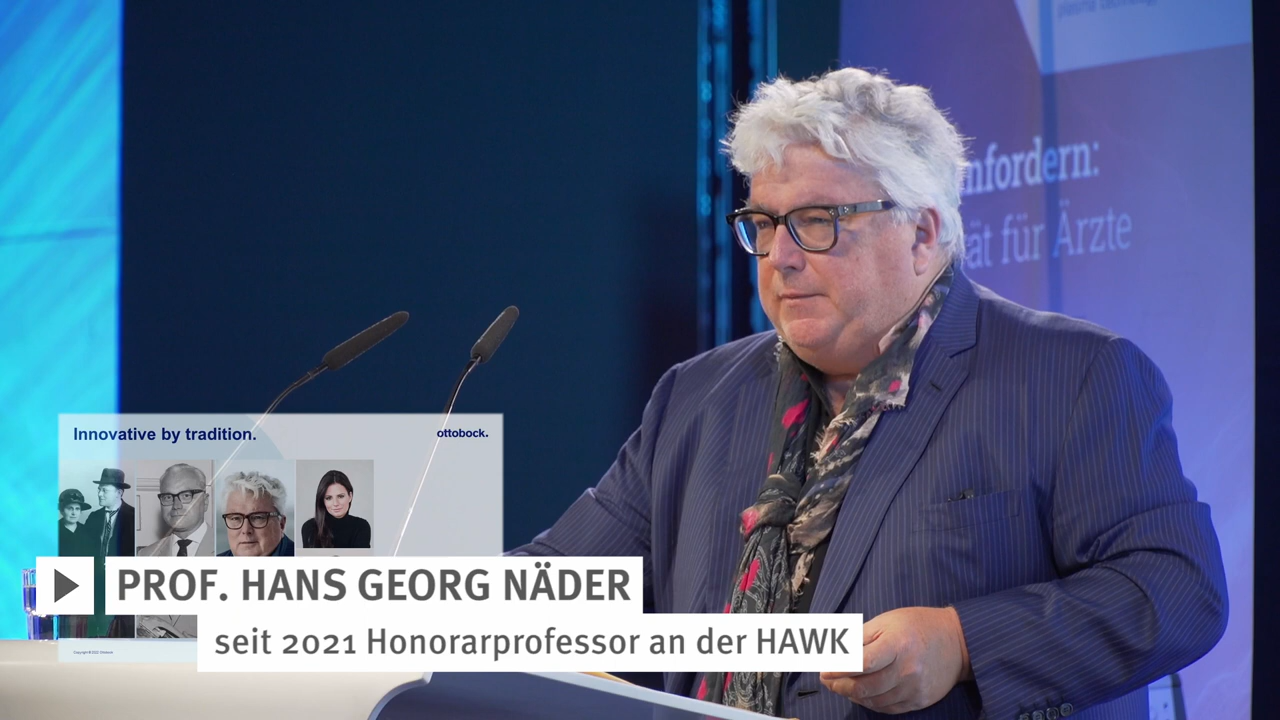 nfordern:
ät für Ärzte
Innovative by tradition.
ottobock.
PROF. HANS GEORG NÄDER
seit 2021 Honorarprofessor an der HAWK